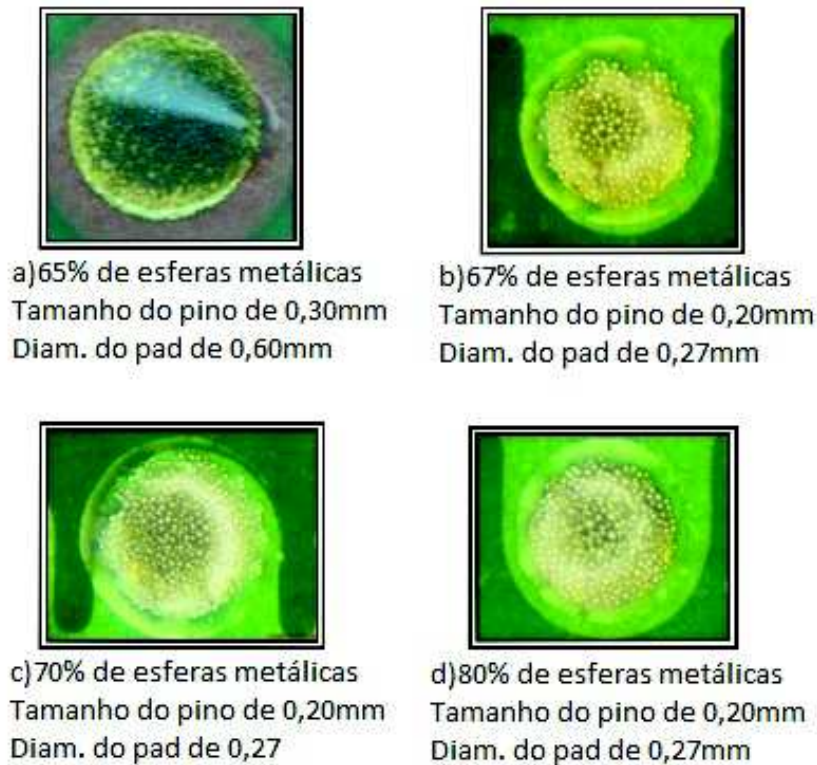 a)65% de esferas metálicas
Tamanho do pino de 0,30mm
Diam. do pad de 0,60mm
b)67% de esferas metálicas
Tamanho do pino de 0,20mm
Diam. do pad de 0,27mm
c)70% de esferas metálicas
Tamanho do pino de 0,20mm
Diam. do pad de 0,27
d)80% de esferas metálicas
Tamanho do pino de 0,20mm
Diam. do pad de 0,27mm